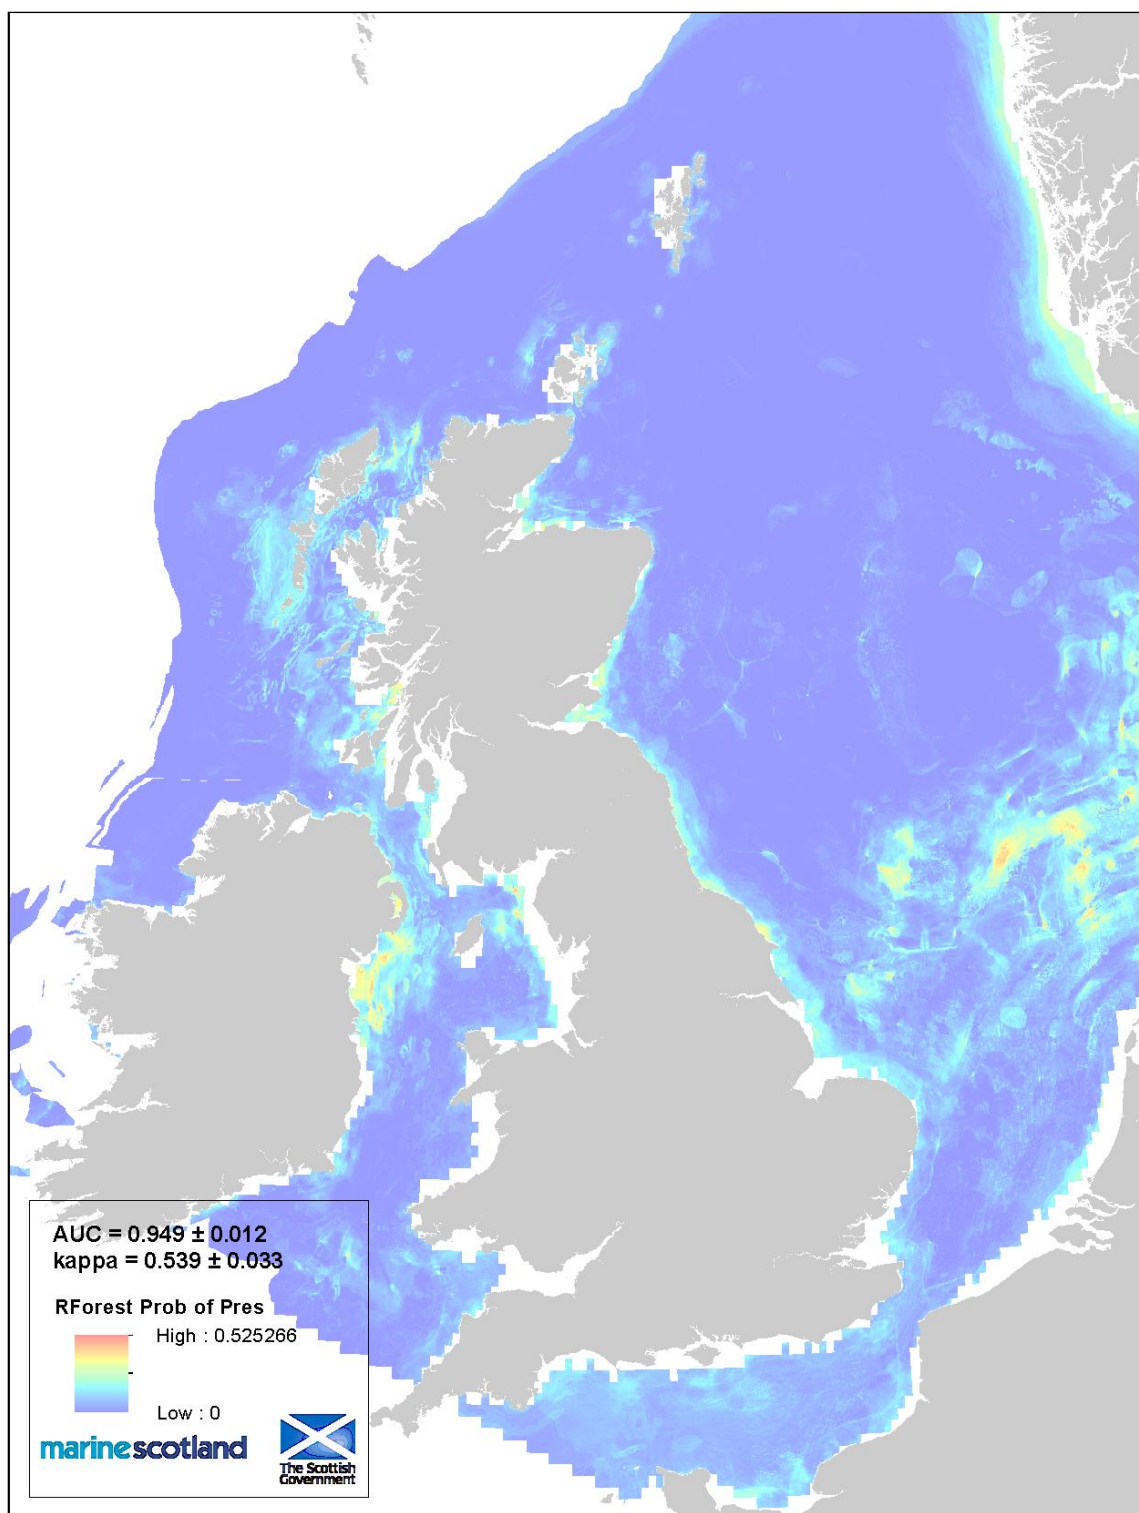 AUC = 0.949 ± 0.012
kappa = 0.539 ± 0.033
RForest Prob of Pres
High : 0.525266
Low : 0
marinescotland
The Scottish
Government